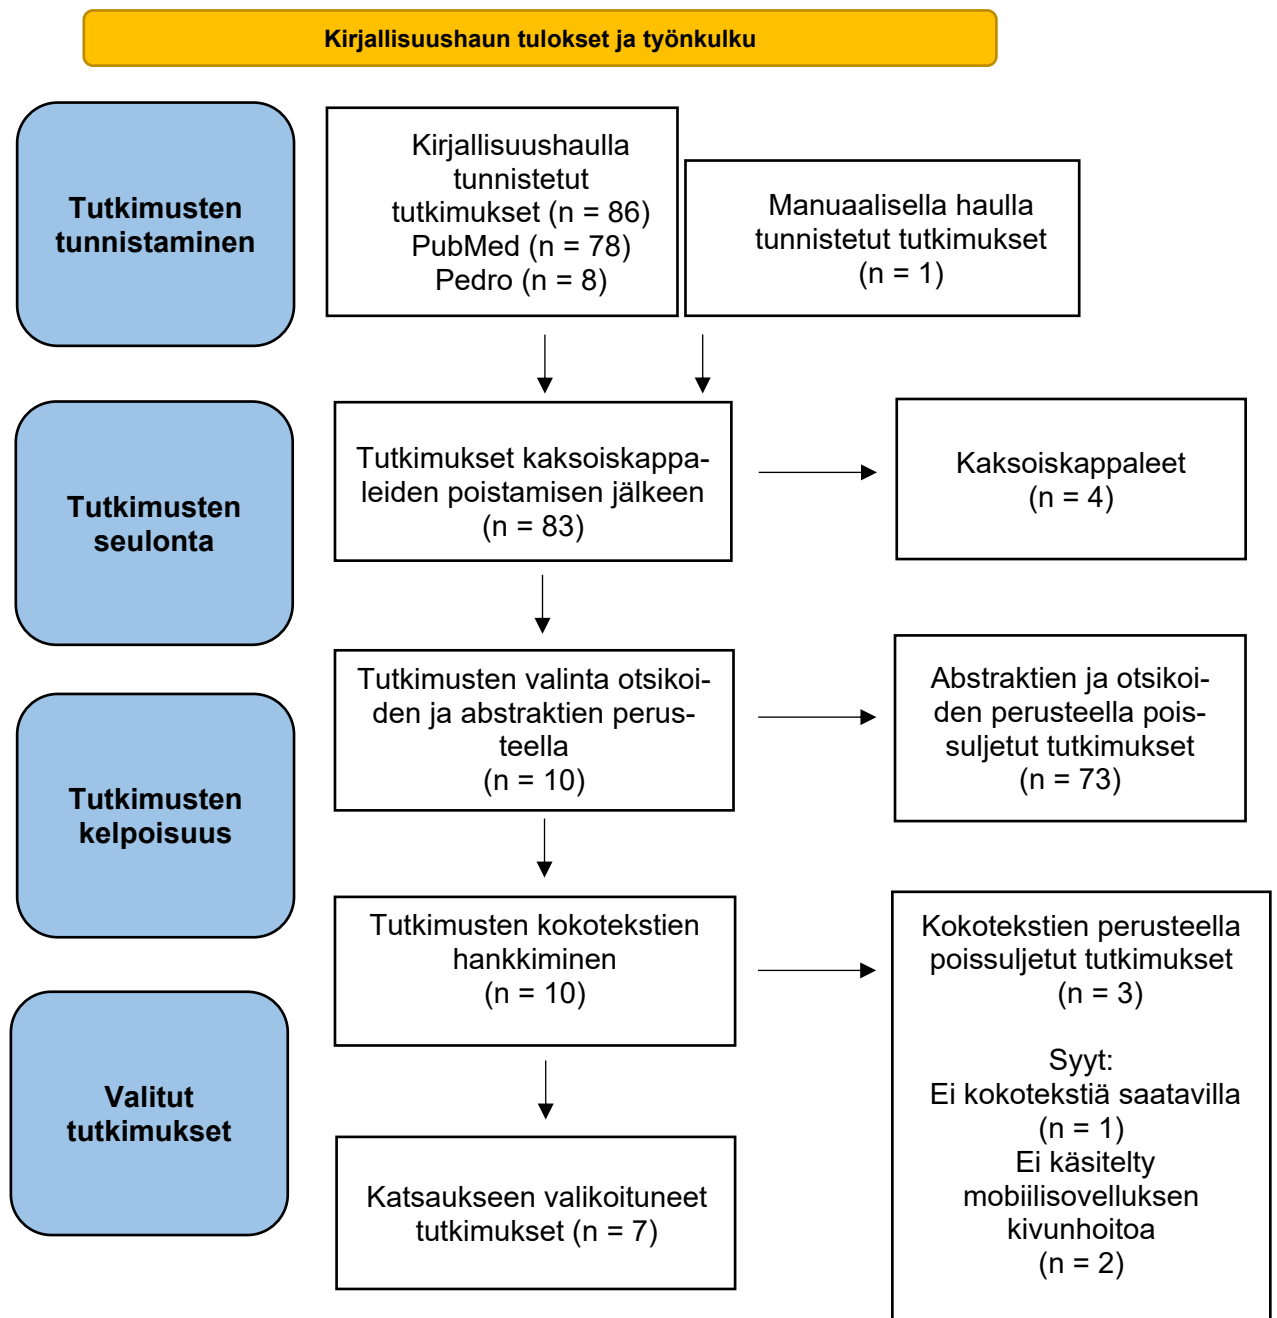 Kirjallisuushaun tulokset ja työnkulku
Tutkimusten
tunnistaminen
Kirjallisuushaulla
tunnistetut
tutkimukset (n = 86)
PubMed (n = 78)
Pedro (n = 8)
Manuaalisella haulla
tunnistetut tutkimukset
(n = 1)
Tutkimusten
seulonta
Tutkimukset kaksoiskappa-
leiden poistamisen jälkeen
(n = 83)
Kaksoiskappaleet
(n = 4)
Tutkimusten
kelpoisuus
Tutkimusten valinta otsikoi-
den ja abstraktien perus-
teella
(n = 10)
Abstraktien ja otsikoi-
den perusteella pois-
suljetut tutkimukset
(n = 73)
Tutkimusten kokotekstien
hankkiminen
(n = 10)
Kokotekstien perusteella
poissuljetut tutkimukset
(n = 3)
Syyt:
Ei kokotekstiä saatavilla
(n = 1)
Ei käsitelty
mobiilisovelluksen
kivunhoitoa
(n = 2)
Valitut
tutkimukset
Katsaukseen valikoituneet
tutkimukset (n = 7)